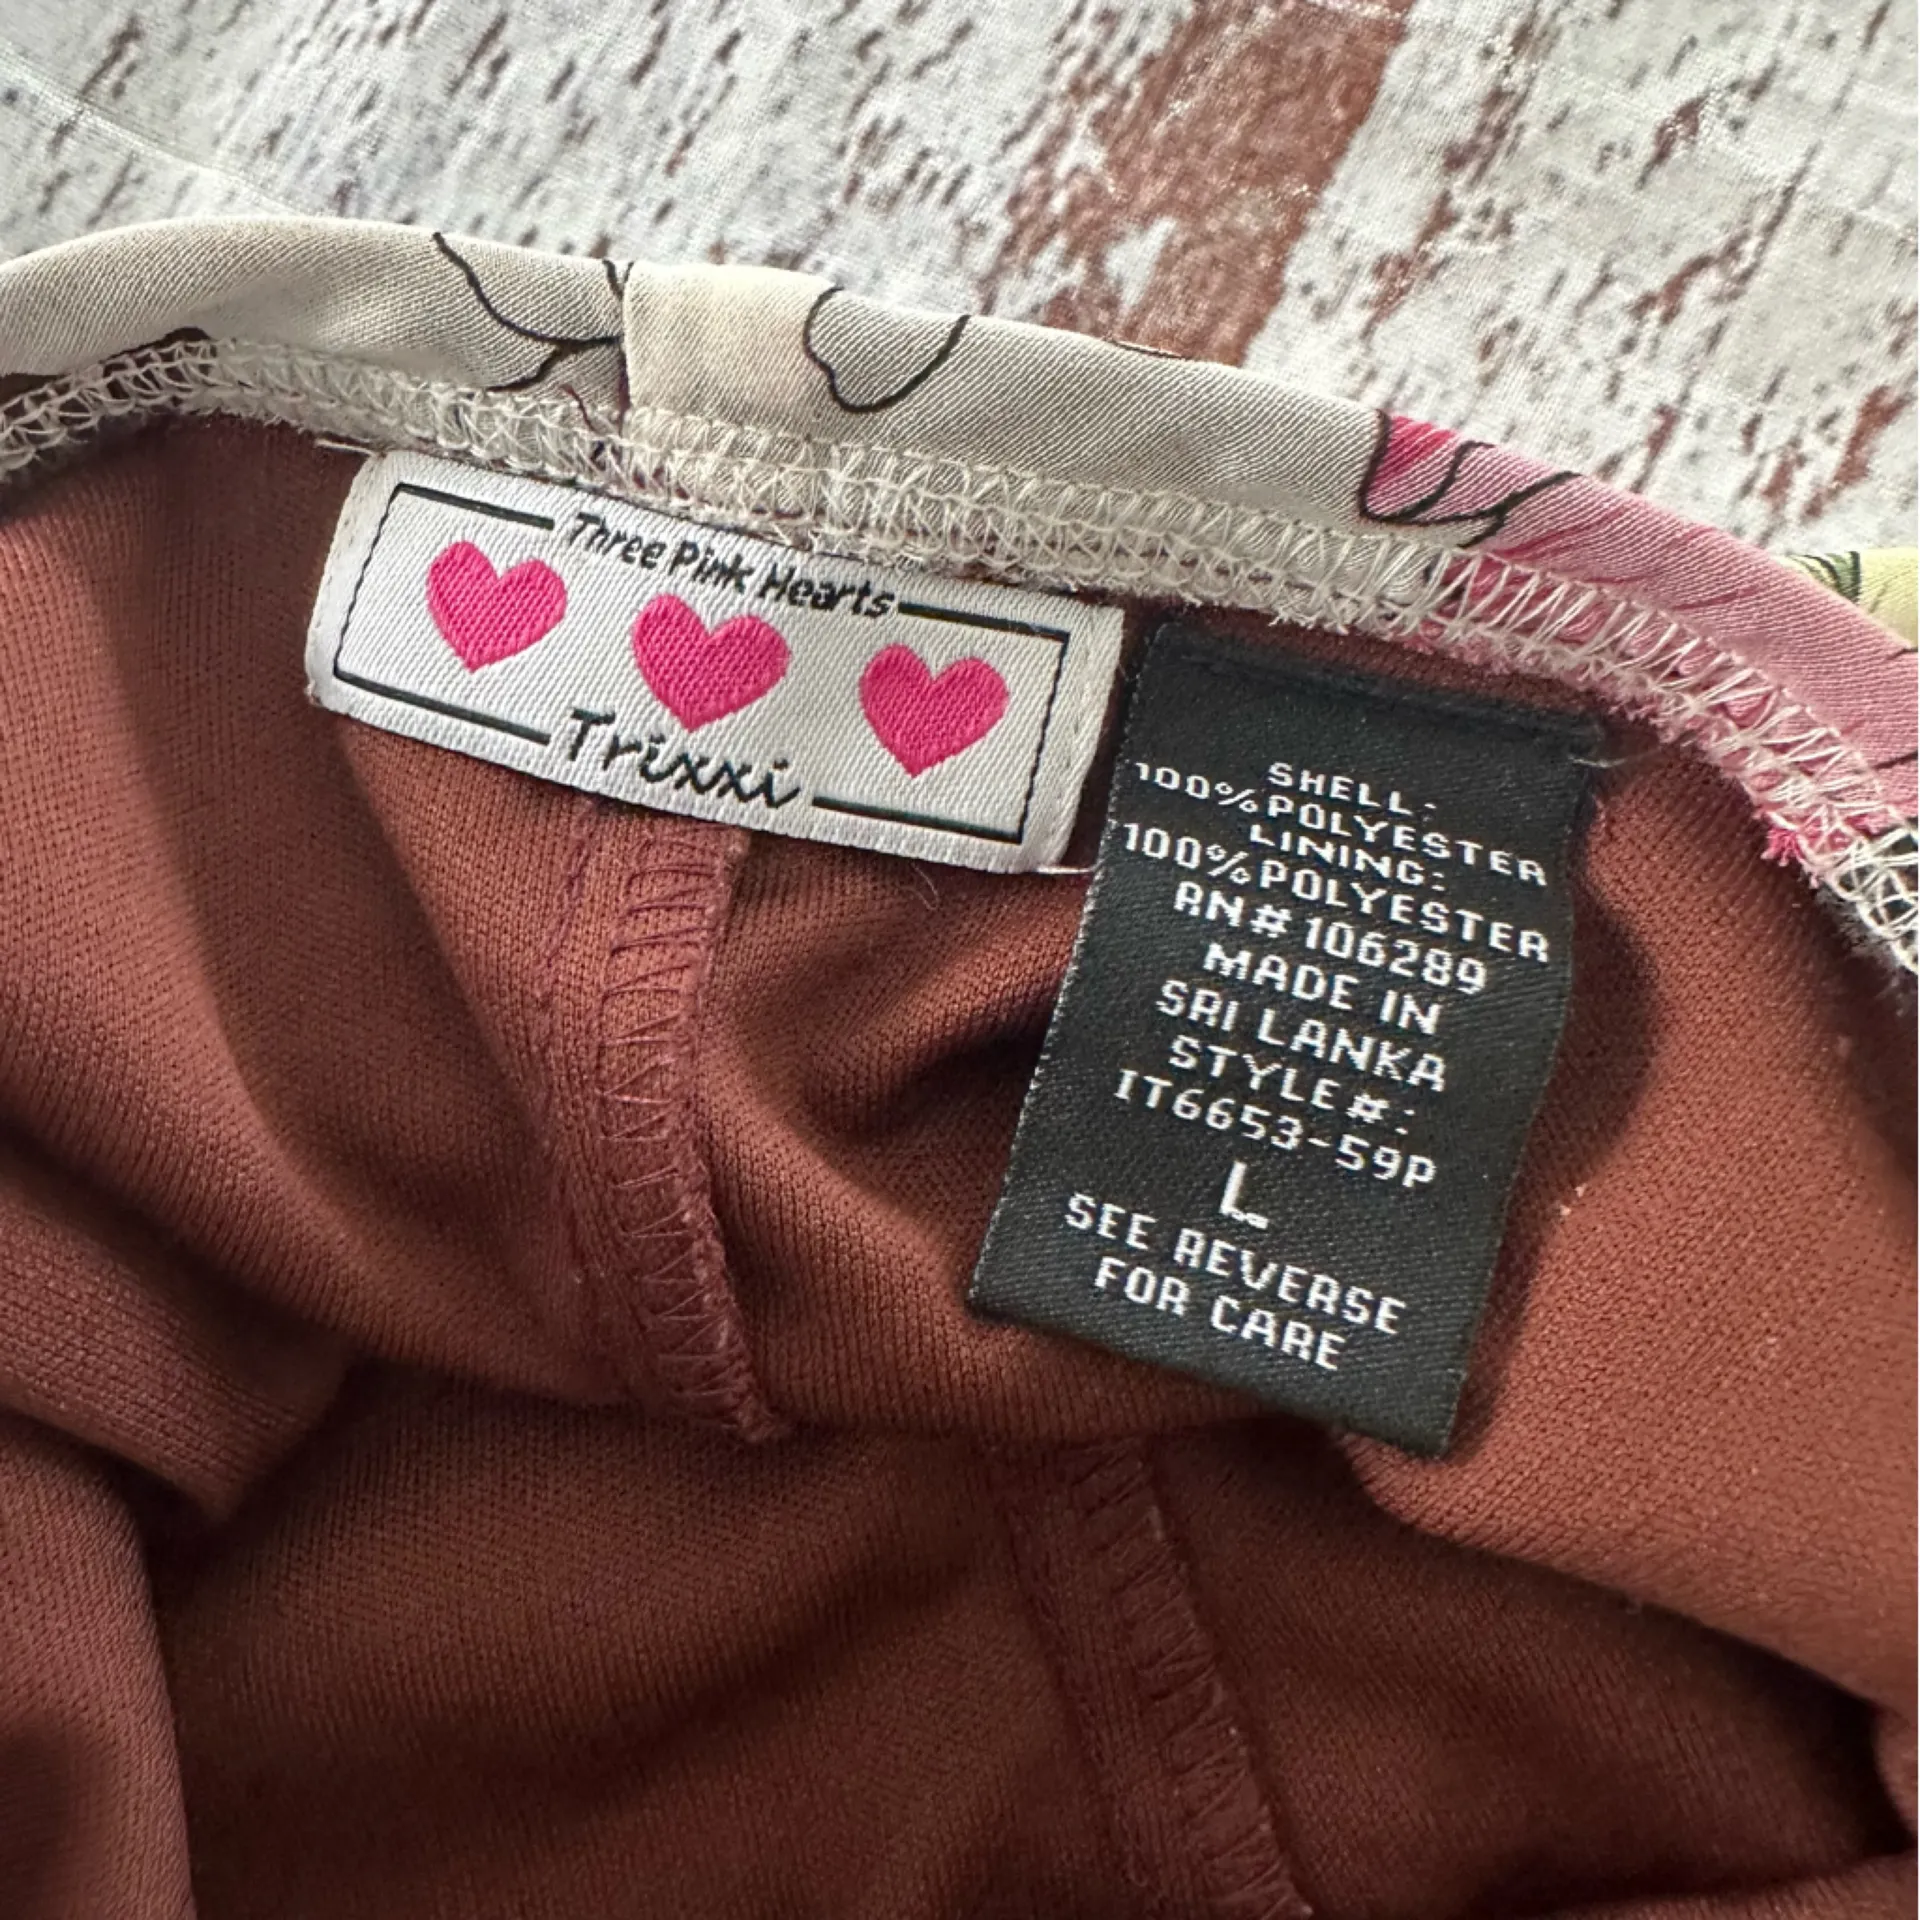 Three Pink Hearts
Trixxi
SHELL:
100% POLYESTER
LINING:
100% POLYESTER
RN# 106289
MADE IN
SRI LANKA
STYLE#:
IT6653-59P
L
SEE REVERSE
FOR CARE